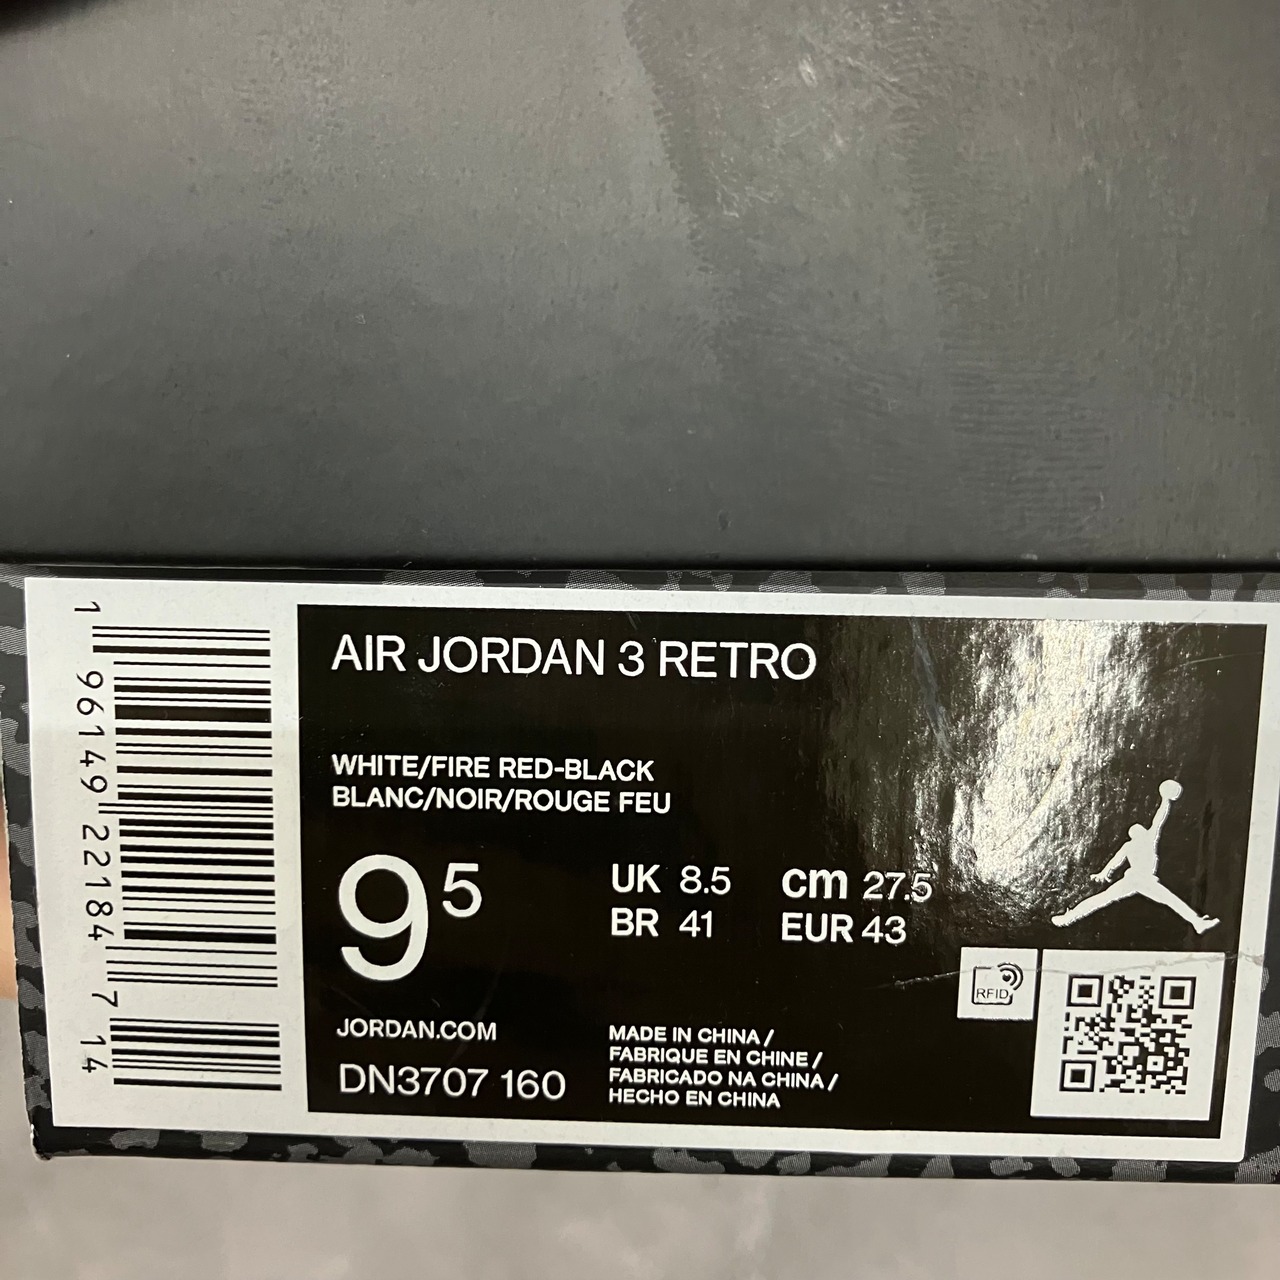 1 96149 22184 7 14
AIR JORDAN 3 RETRO
WHITE/FIRE RED-BLACK
BLANC/NOIR/ROUGE FEU
9⁵
UK 8.5 cm 27.5
BR 41 EUR 43
RFID
JORDAN.COM
DN3707 160
MADE IN CHINA /
FABRIQUE EN CHINE /
FABRICADO NA CHINA /
HECHO EN CHINA